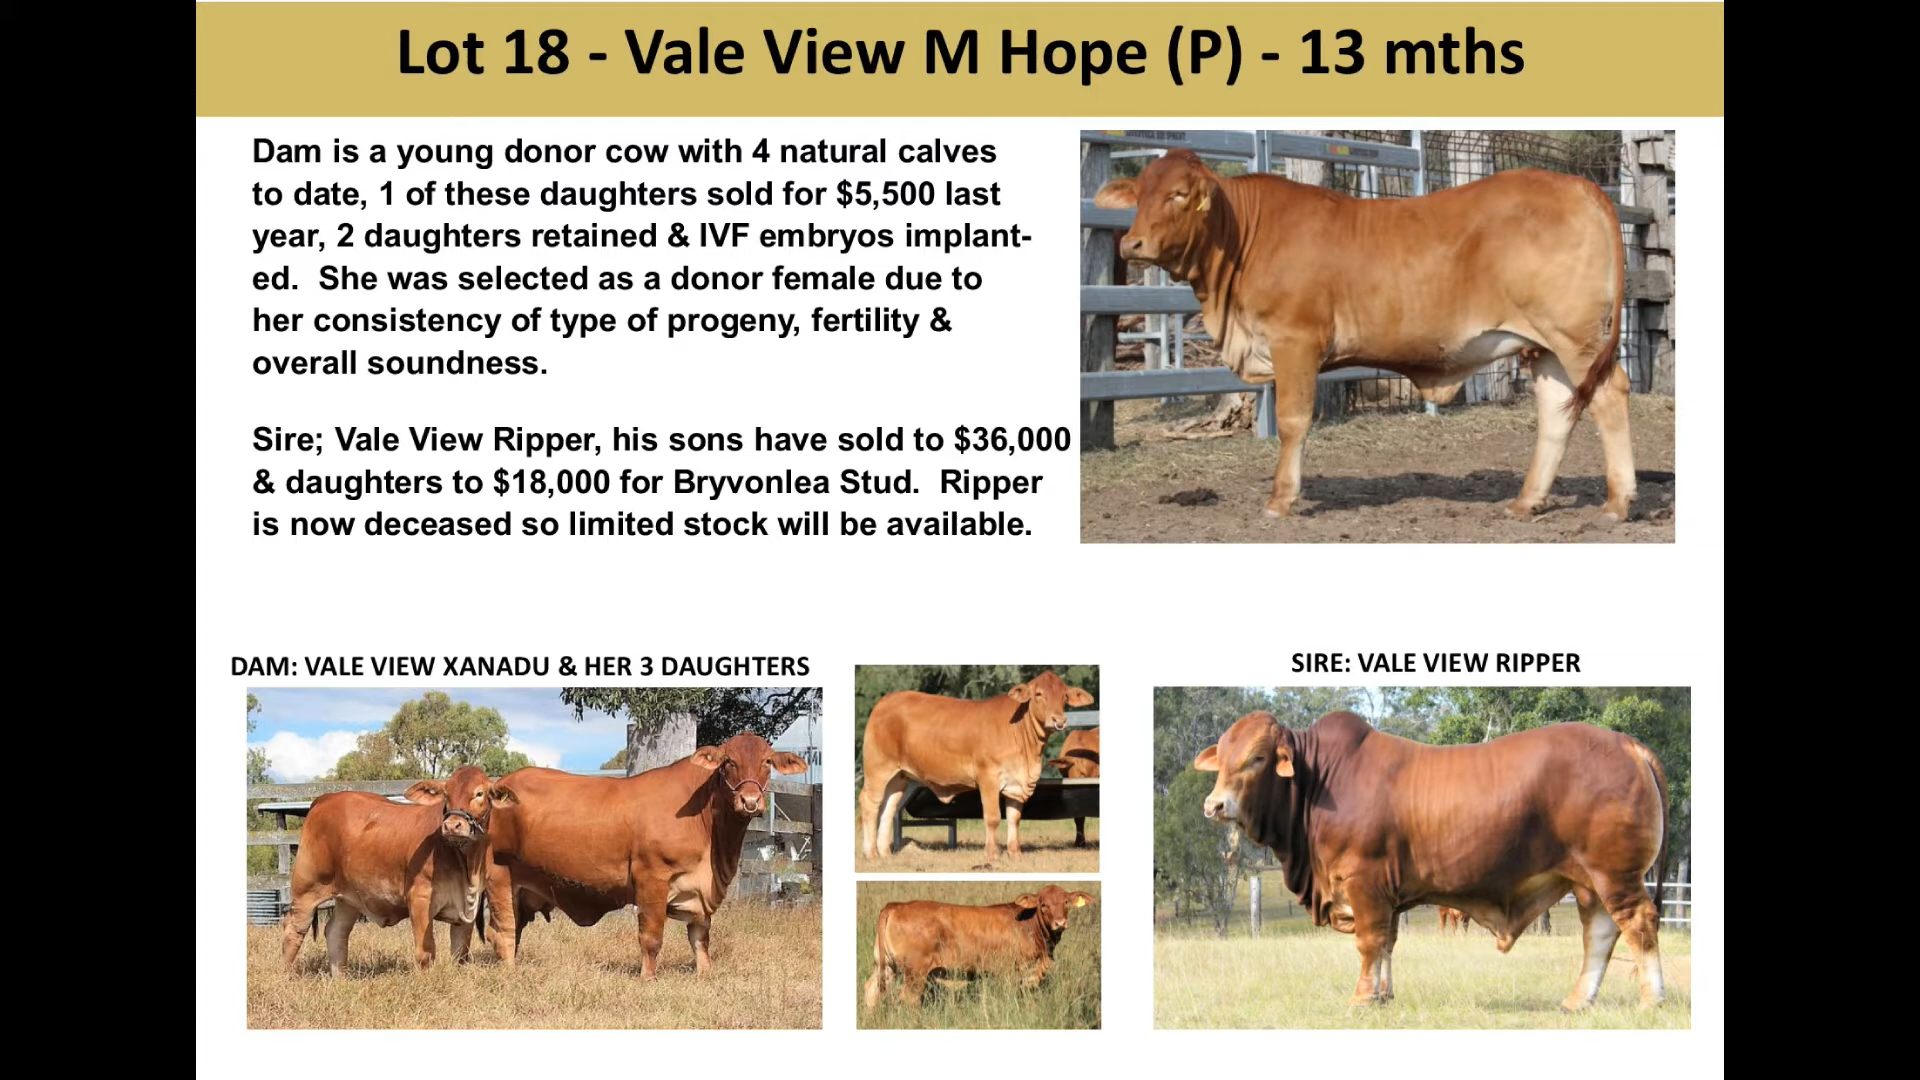 Lot 18 - Vale View M Hope (P) - 13 mths
Dam is a young donor cow with 4 natural calves
to date, 1 of these daughters sold for $5,500 last
year, 2 daughters retained & IVF embryos implant-
ed.  She was selected as a donor female due to
her consistency of type of progeny, fertility &
overall soundness.
Sire; Vale View Ripper, his sons have sold to $36,000
& daughters to $18,000 for Bryvonlea Stud.  Ripper
is now deceased so limited stock will be available.
DAM: VALE VIEW XANADU & HER 3 DAUGHTERS
SIRE: VALE VIEW RIPPER